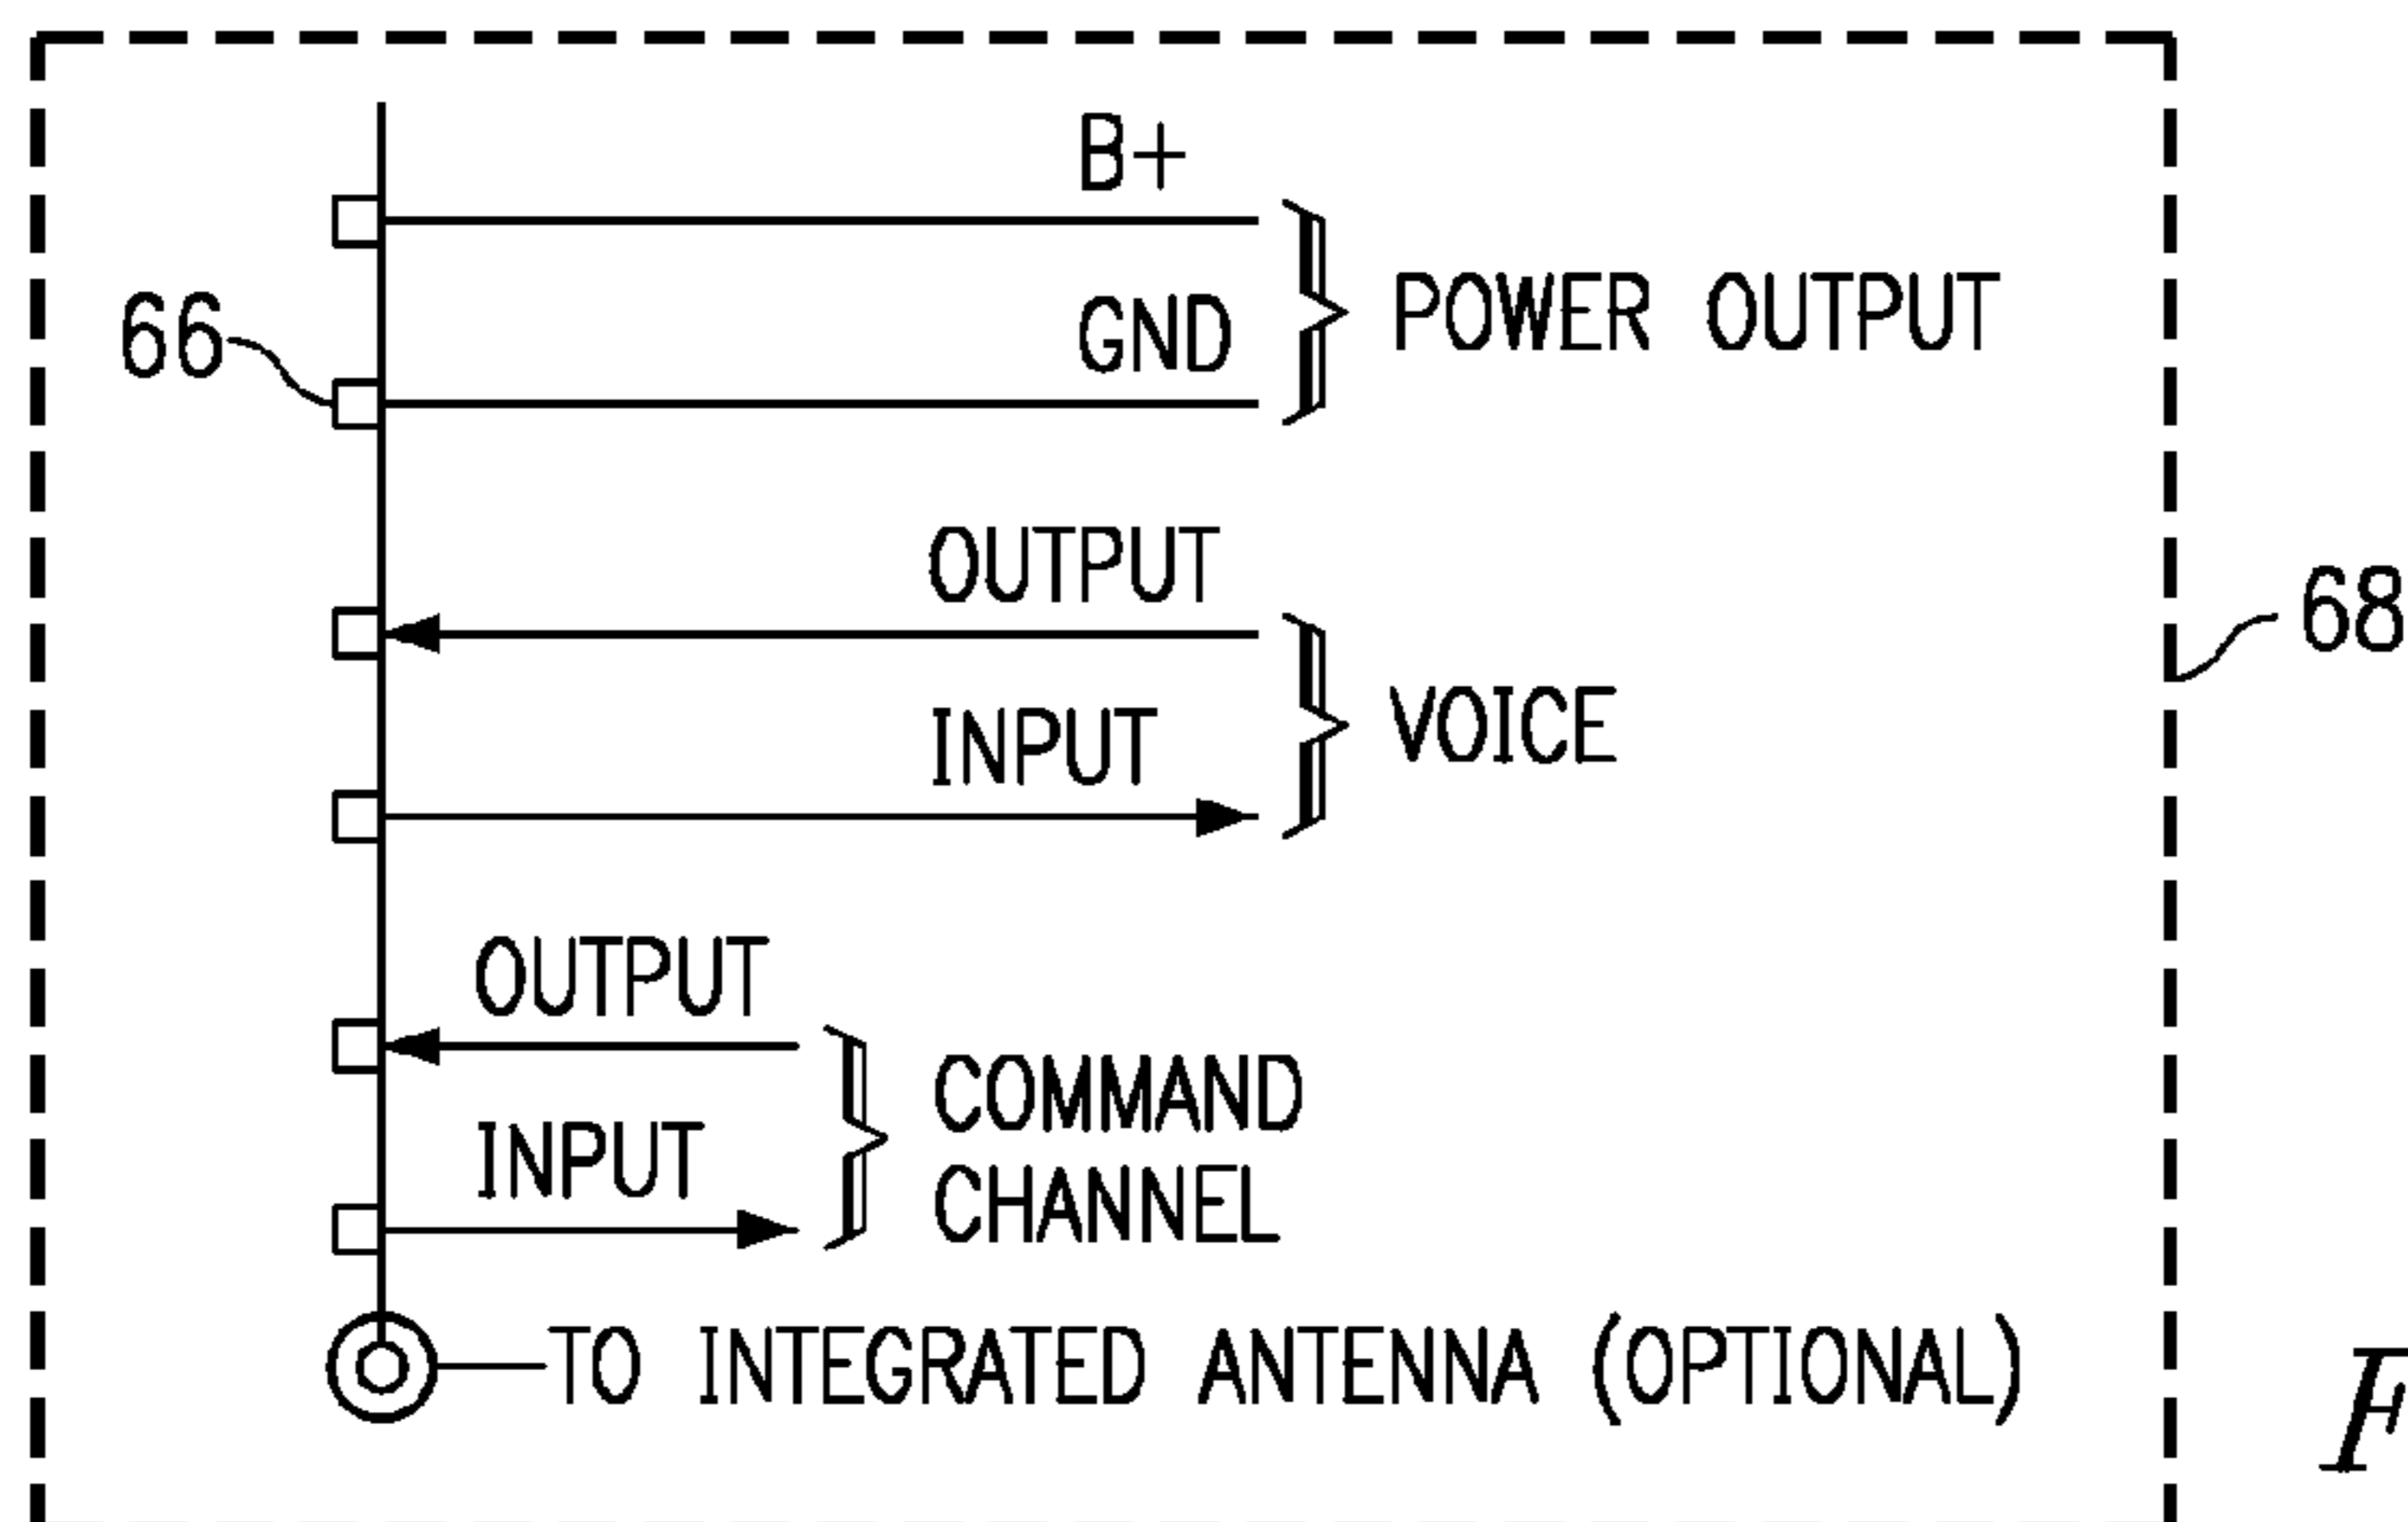 B+
66
GND
POWER OUTPUT
OUTPUT
68
INPUT
VOICE
OUTPUT
INPUT
COMMAND
CHANNEL
TO INTEGRATED ANTENNA (OPTIONAL)
F